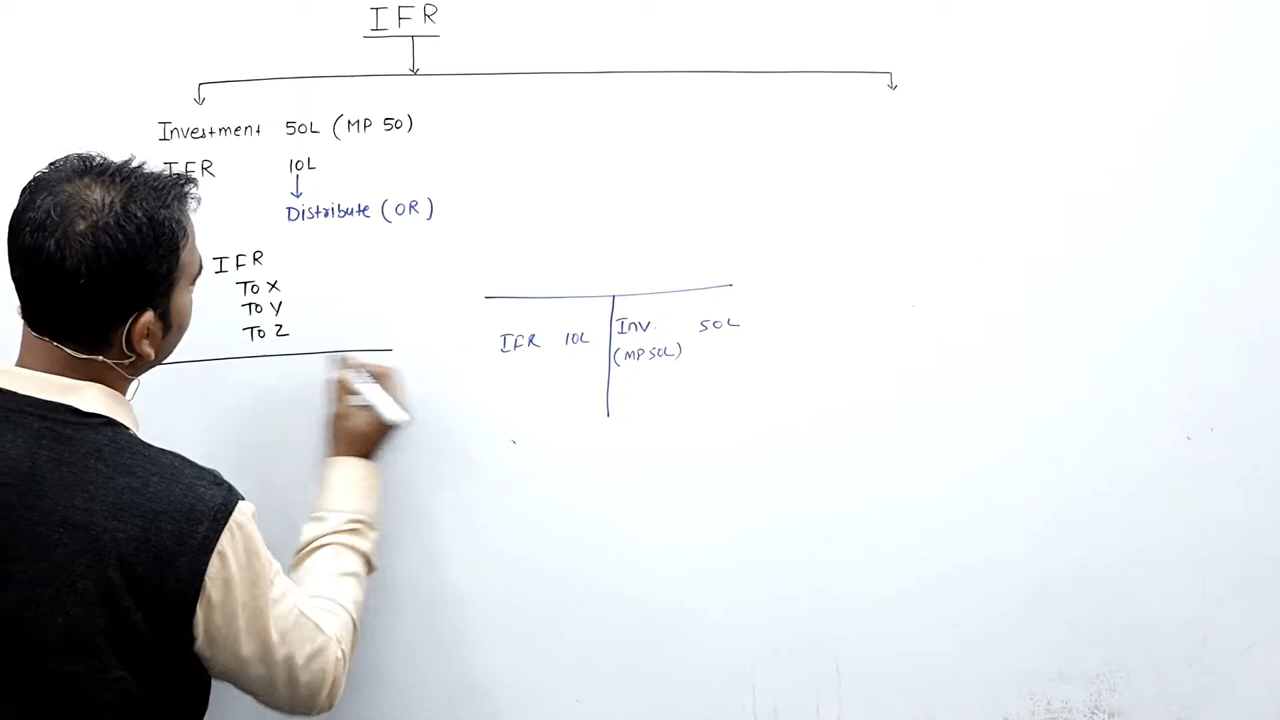 IFR
Investment 50L (MP 50)
IFR 10L
Distribute (OR)
IFR
To X
To Y
To Z
IFR 10L
Inv. 50L
(MP 50L)